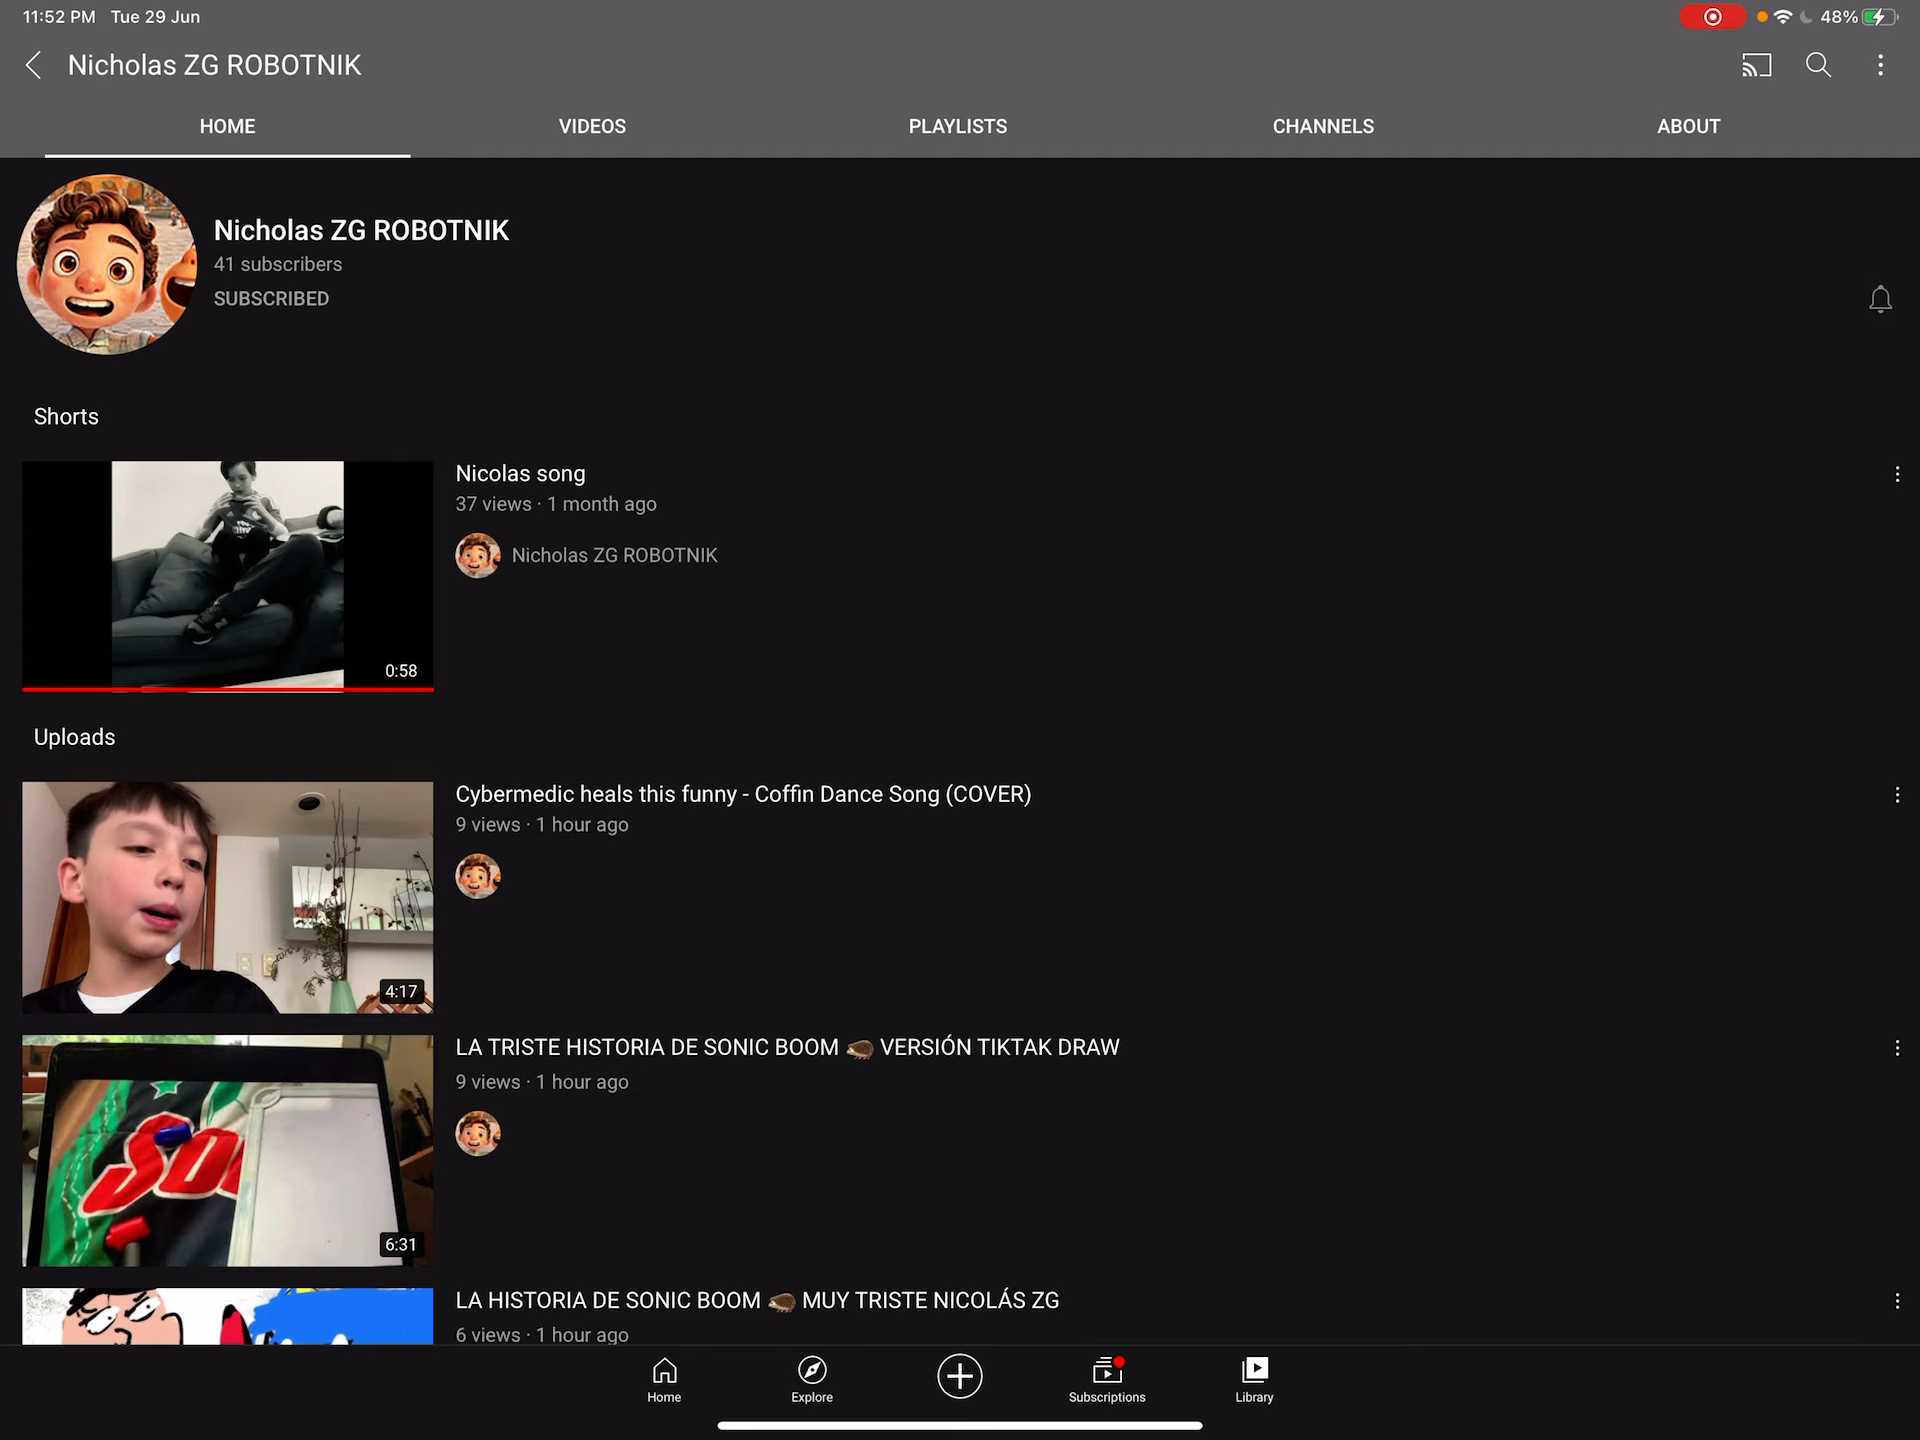 11:52 PM Tue 29 Jun
48%
Nicholas ZG ROBOTNIK
HOME
VIDEOS
PLAYLISTS
CHANNELS
ABOUT
Nicholas ZG ROBOTNIK
41 subscribers
SUBSCRIBED
Shorts
Nicolas song
37 views · 1 month ago
Nicholas ZG ROBOTNIK
0:58
Uploads
Cybermedic heals this funny - Coffin Dance Song (COVER)
9 views · 1 hour ago
4:17
LA TRISTE HISTORIA DE SONIC BOOM 🦔 VERSIÓN TIKTAK DRAW
9 views · 1 hour ago
6:31
LA HISTORIA DE SONIC BOOM 🦔 MUY TRISTE NICOLÁS ZG
6 views · 1 hour ago
Home
Explore
Subscriptions
Library